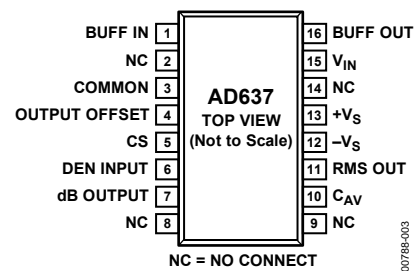 BUFF IN 1
NC 2
COMMON 3
OUTPUT OFFSET 4
CS 5
DEN INPUT 6
dB OUTPUT 7
NC 8
AD637
TOP VIEW
(Not to Scale)
16 BUFF OUT
15 VIN
14 NC
13 +VS
12 –VS
11 RMS OUT
10 CAV
9 NC
NC = NO CONNECT
00788-003